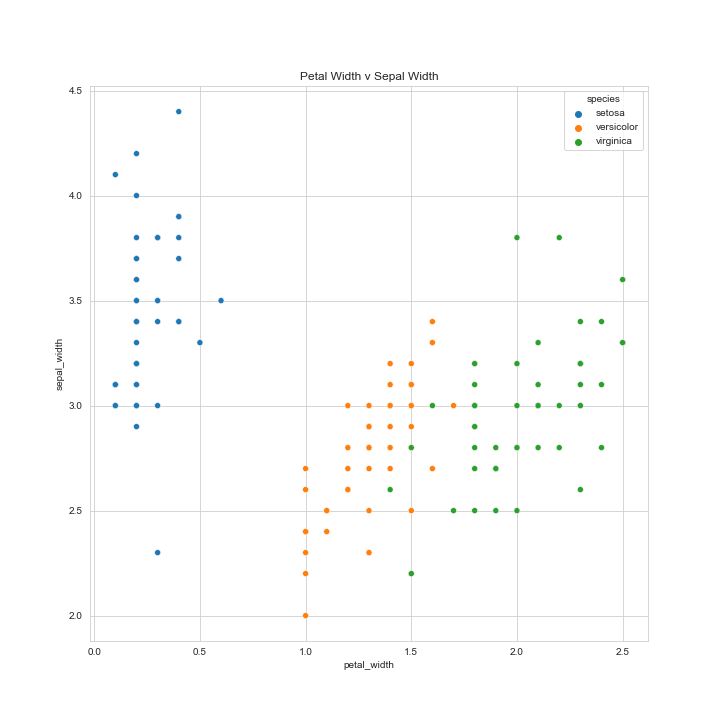 Petal Width v Sepal Width
species
setosa
versicolor
virginica
4.5
4.0
3.5
3.0
2.5
2.0
sepal_width
0.0 0.5 1.0 1.5 2.0 2.5
petal_width